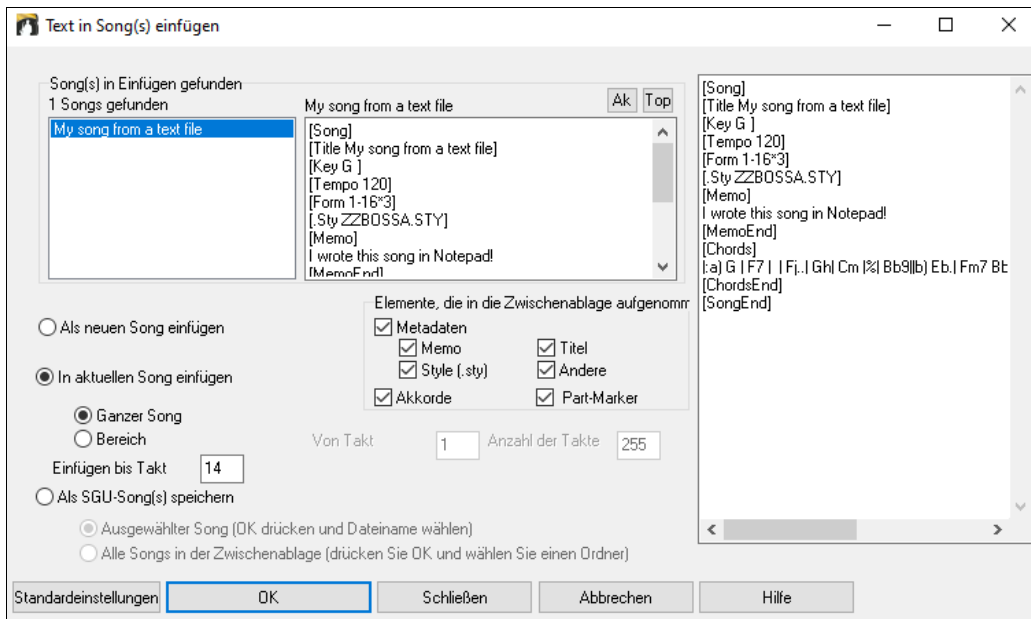 Text in Song(s) einfügen
Song(s) in Einfügen gefunden
1 Songs gefunden
My song from a text file
My song from a text file
Ak
Top
[Song]
[Title My song from a text file]
[Key G ]
[Tempo 120]
[Form 1-16*3]
[.Sty ZZBOSSA.STY]
[Memo]
I wrote this song in Notepad!
[MemoEnd]
[Song]
[Title My song from a text file]
[Key G ]
[Tempo 120]
[Form 1-16*3]
[.Sty ZZBOSSA.STY]
[Memo]
I wrote this song in Notepad!
[MemoEnd]
[Chords]
|:a) G | F7 | | Fj..| Gh| Cm |%| Bb9||b) Eb.| Fm7 Bb
[ChordsEnd]
[SongEnd]
Elemente, die in die Zwischenablage aufgenomm
Metadaten
Memo
Titel
Style (.sty)
Andere
Akkorde
Part-Marker
Als neuen Song einfügen
In aktuellen Song einfügen
Ganzer Song
Bereich
Von Takt 1 Anzahl der Takte 255
Einfügen bis Takt 14
Als SGU-Song(s) speichern
Ausgewählter Song (OK drücken und Dateiname wählen)
Alle Songs in der Zwischenablage (drücken Sie OK und wählen Sie einen Ordner)
Standardeinstellungen
OK
Schließen
Abbrechen
Hilfe